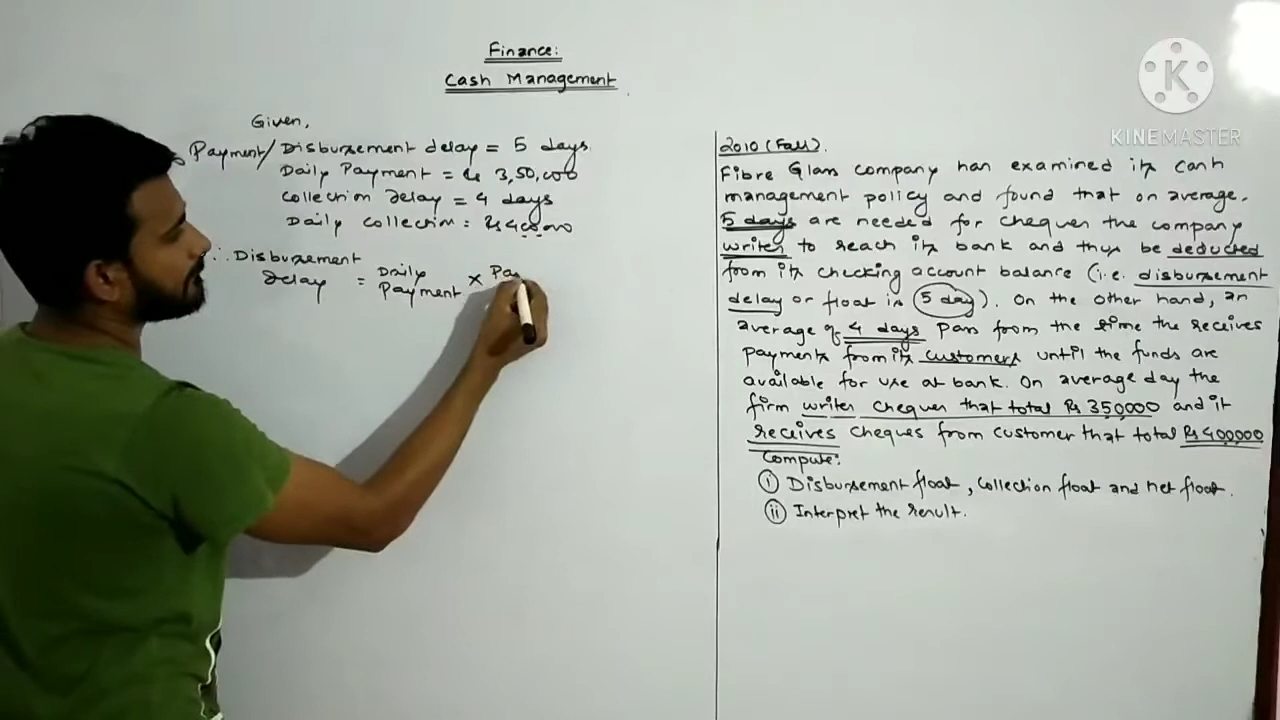 Finance:
Cash Management
Given,
Payment/Disbursement delay = 5 days.
Daily Payment = Rs 3,50,000
Collection delay = 4 days
Daily collection = Rs 400,000
∴ Disbursement
delay = Daily Payment × Pa
2010 (Fall).
Fibre Glass company has examined its cash
management policy and found that on average.
5 days are needed for cheques the company
writes to reach its bank and thus be deducted
from its checking account balance (i.e. disbursement
delay or float is 5 day). On the other hand, an
average of 4 days pass from the time the receives
payments from its customers until the funds are
available for use at bank. On average day the
firm writes cheques that total Rs 350000 and it
receives cheques from customer that total Rs 400000
Compute:
i Disbursement float, collection float and net float.
ii Interpret the result.
K
KINEMASTER